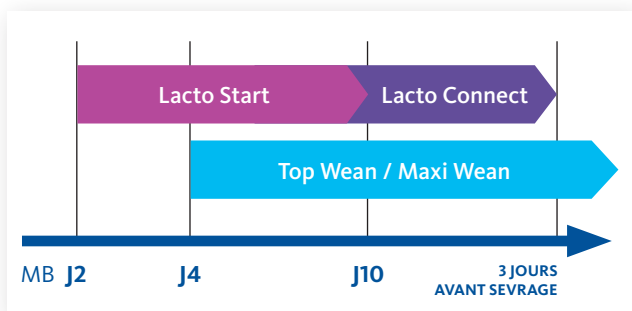 Lacto Start
Lacto Connect
Top Wean / Maxi Wean
MB J2
J4
J10
3 JOURS
AVANT SEVRAGE